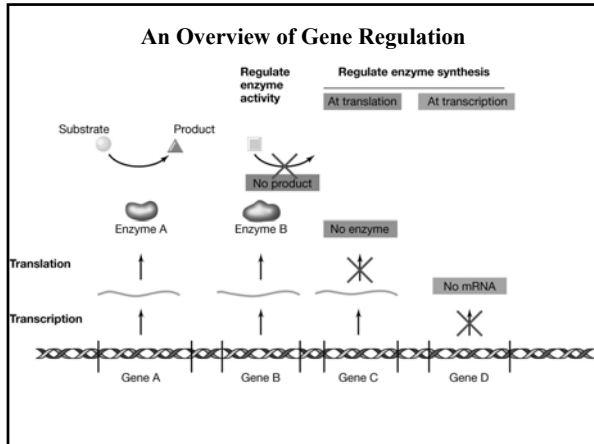 An Overview of Gene Regulation
Regulate
enzyme
activity
Regulate enzyme synthesis
At translation
At transcription
Substrate
Product
No product
Enzyme A
Enzyme B
No enzyme
Translation
No mRNA
Transcription
Gene A
Gene B
Gene C
Gene D